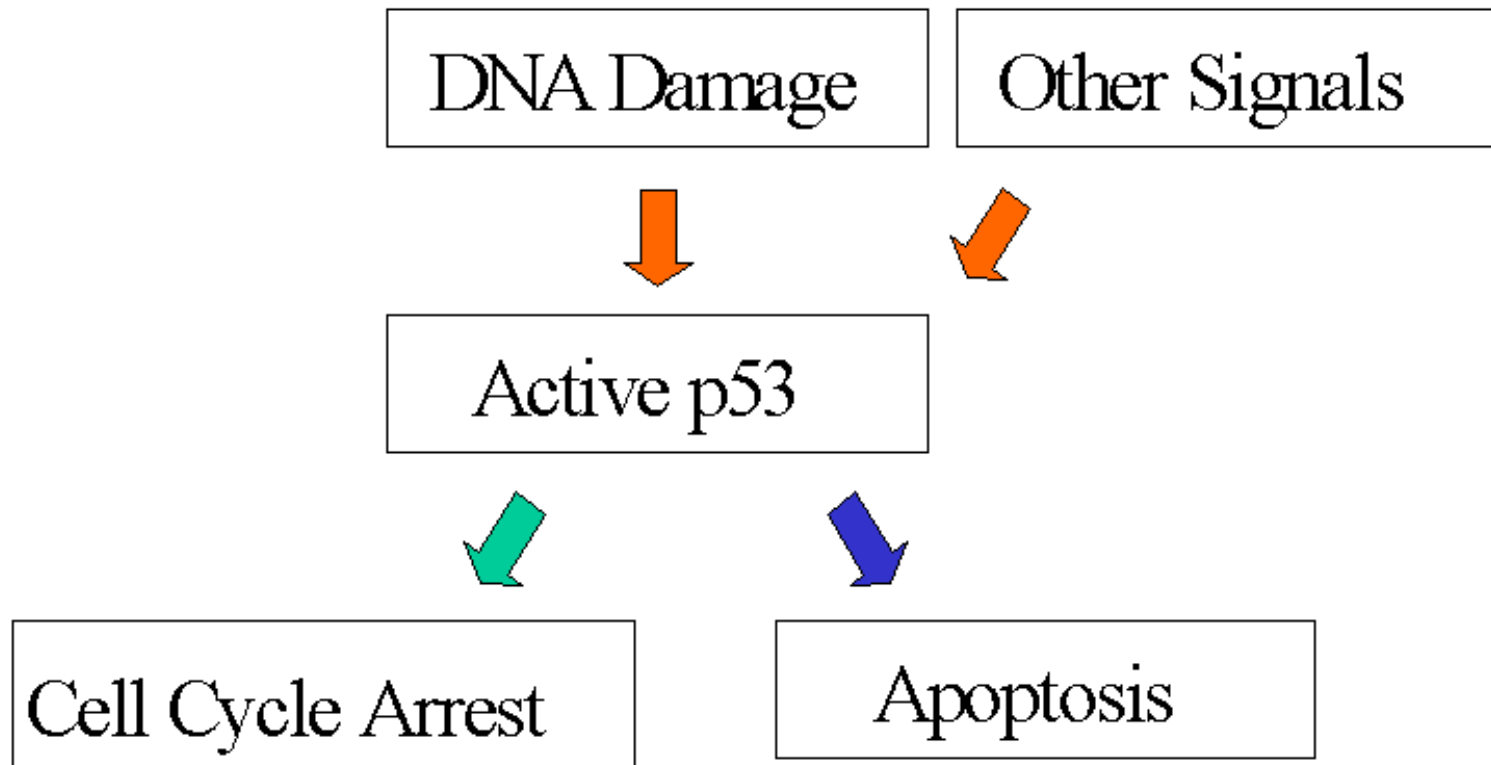 DNA Damage
Other Signals
Active p53
Cell Cycle Arrest
Apoptosis